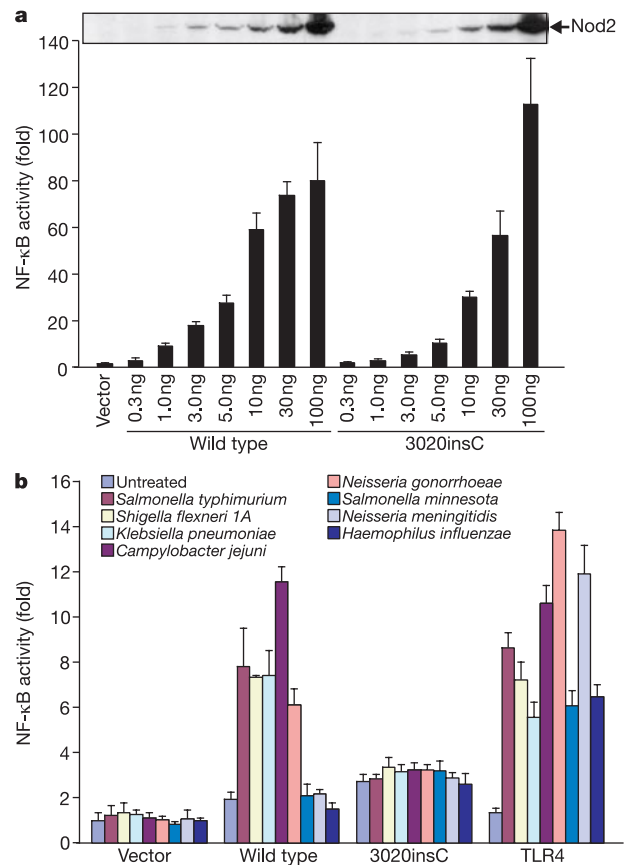 a
Nod2
NF-κB activity (fold)
140
120
100
80
60
40
20
0
Vector
0.3ng
1.0ng
3.0ng
5.0ng
10ng
30ng
100ng
0.3ng
1.0ng
3.0ng
5.0ng
10ng
30ng
100ng
Wild type
3020insC
b
NF-κB activity (fold)
16
14
12
10
8
6
4
2
0
Untreated
Salmonella typhimurium
Shigella flexneri 1A
Klebsiella pneumoniae
Campylobacter jejuni
Neisseria gonorrhoeae
Salmonella minnesota
Neisseria meningitidis
Haemophilus influenzae
Vector
Wild type
3020insC
TLR4